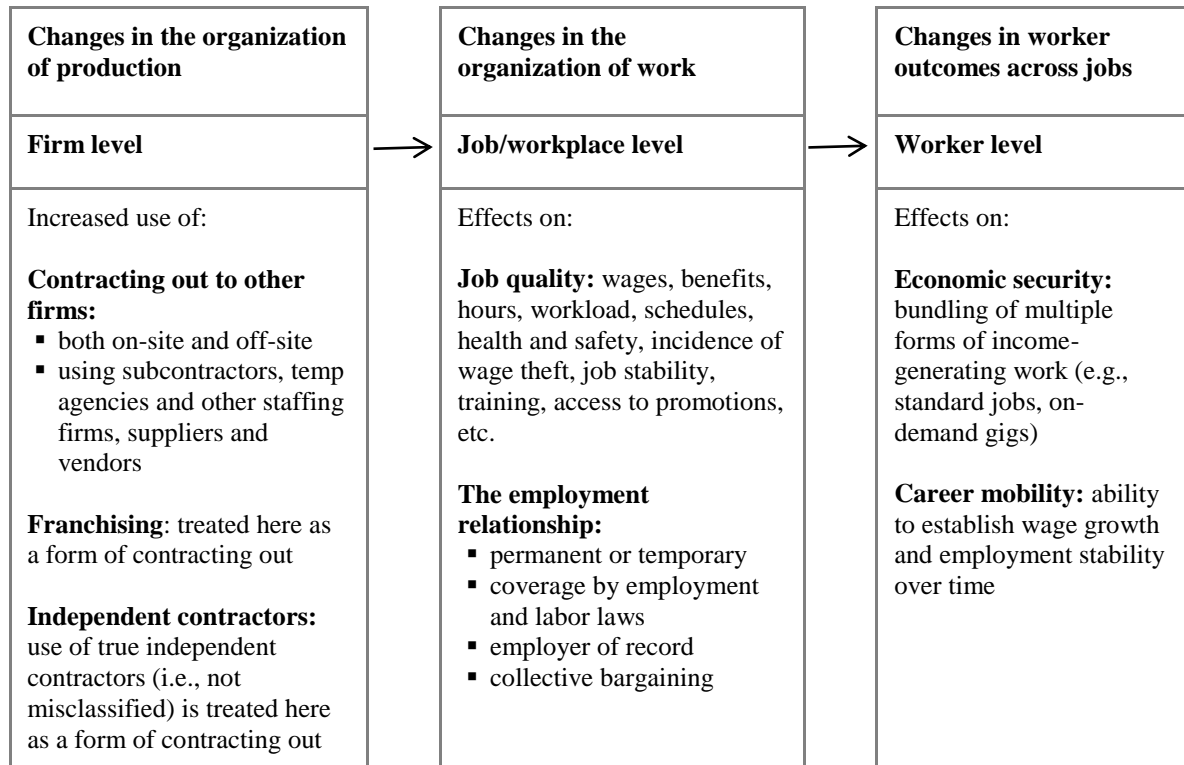 Changes in the organization
of production
Firm level
Increased use of:
Contracting out to other
firms:
▪ both on-site and off-site
▪ using subcontractors, temp
agencies and other staffing
firms, suppliers and
vendors
Franchising: treated here as
a form of contracting out
Independent contractors:
use of true independent
contractors (i.e., not
misclassified) is treated here
as a form of contracting out
Changes in the
organization of work
Job/workplace level
Effects on:
Job quality: wages, benefits,
hours, workload, schedules,
health and safety, incidence of
wage theft, job stability,
training, access to promotions,
etc.
The employment
relationship:
▪ permanent or temporary
▪ coverage by employment
and labor laws
▪ employer of record
▪ collective bargaining
Changes in worker
outcomes across jobs
Worker level
Effects on:
Economic security:
bundling of multiple
forms of income-
generating work (e.g.,
standard jobs, on-
demand gigs)
Career mobility: ability
to establish wage growth
and employment stability
over time